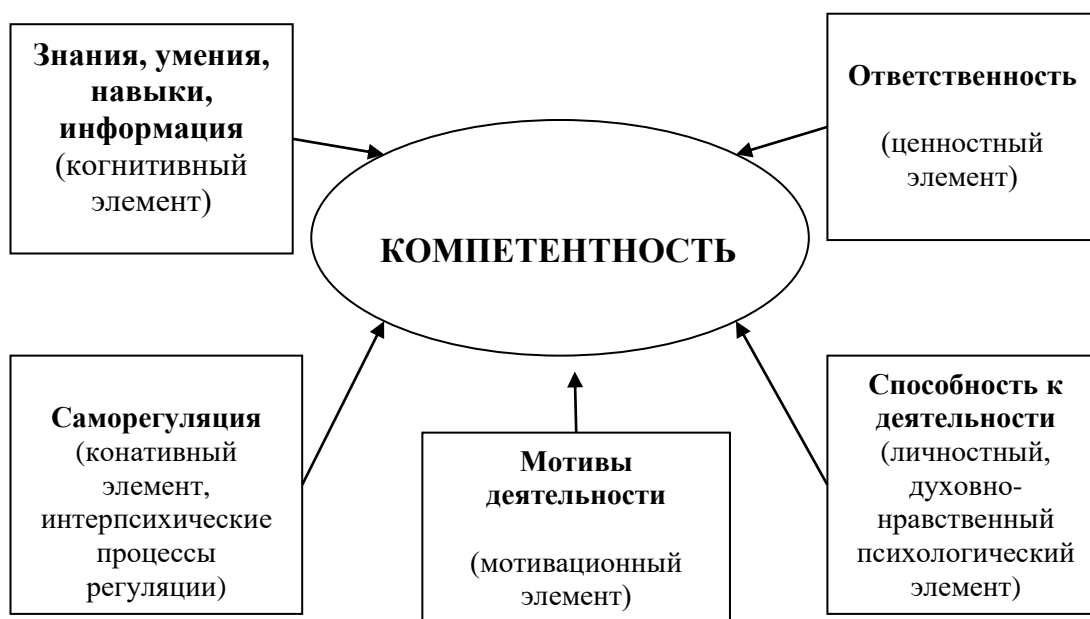 Знания, умения,
навыки,
информация
(когнитивный
элемент)
Ответственность
(ценностный
элемент)
КОМПЕТЕНТНОСТЬ
Саморегуляция
(конативный
элемент,
интерпсихические
процессы
регуляции)
Мотивы
деятельности
(мотивационный
элемент)
Способность к
деятельности
(личностный,
духовно-
нравственный
психологический
элемент)